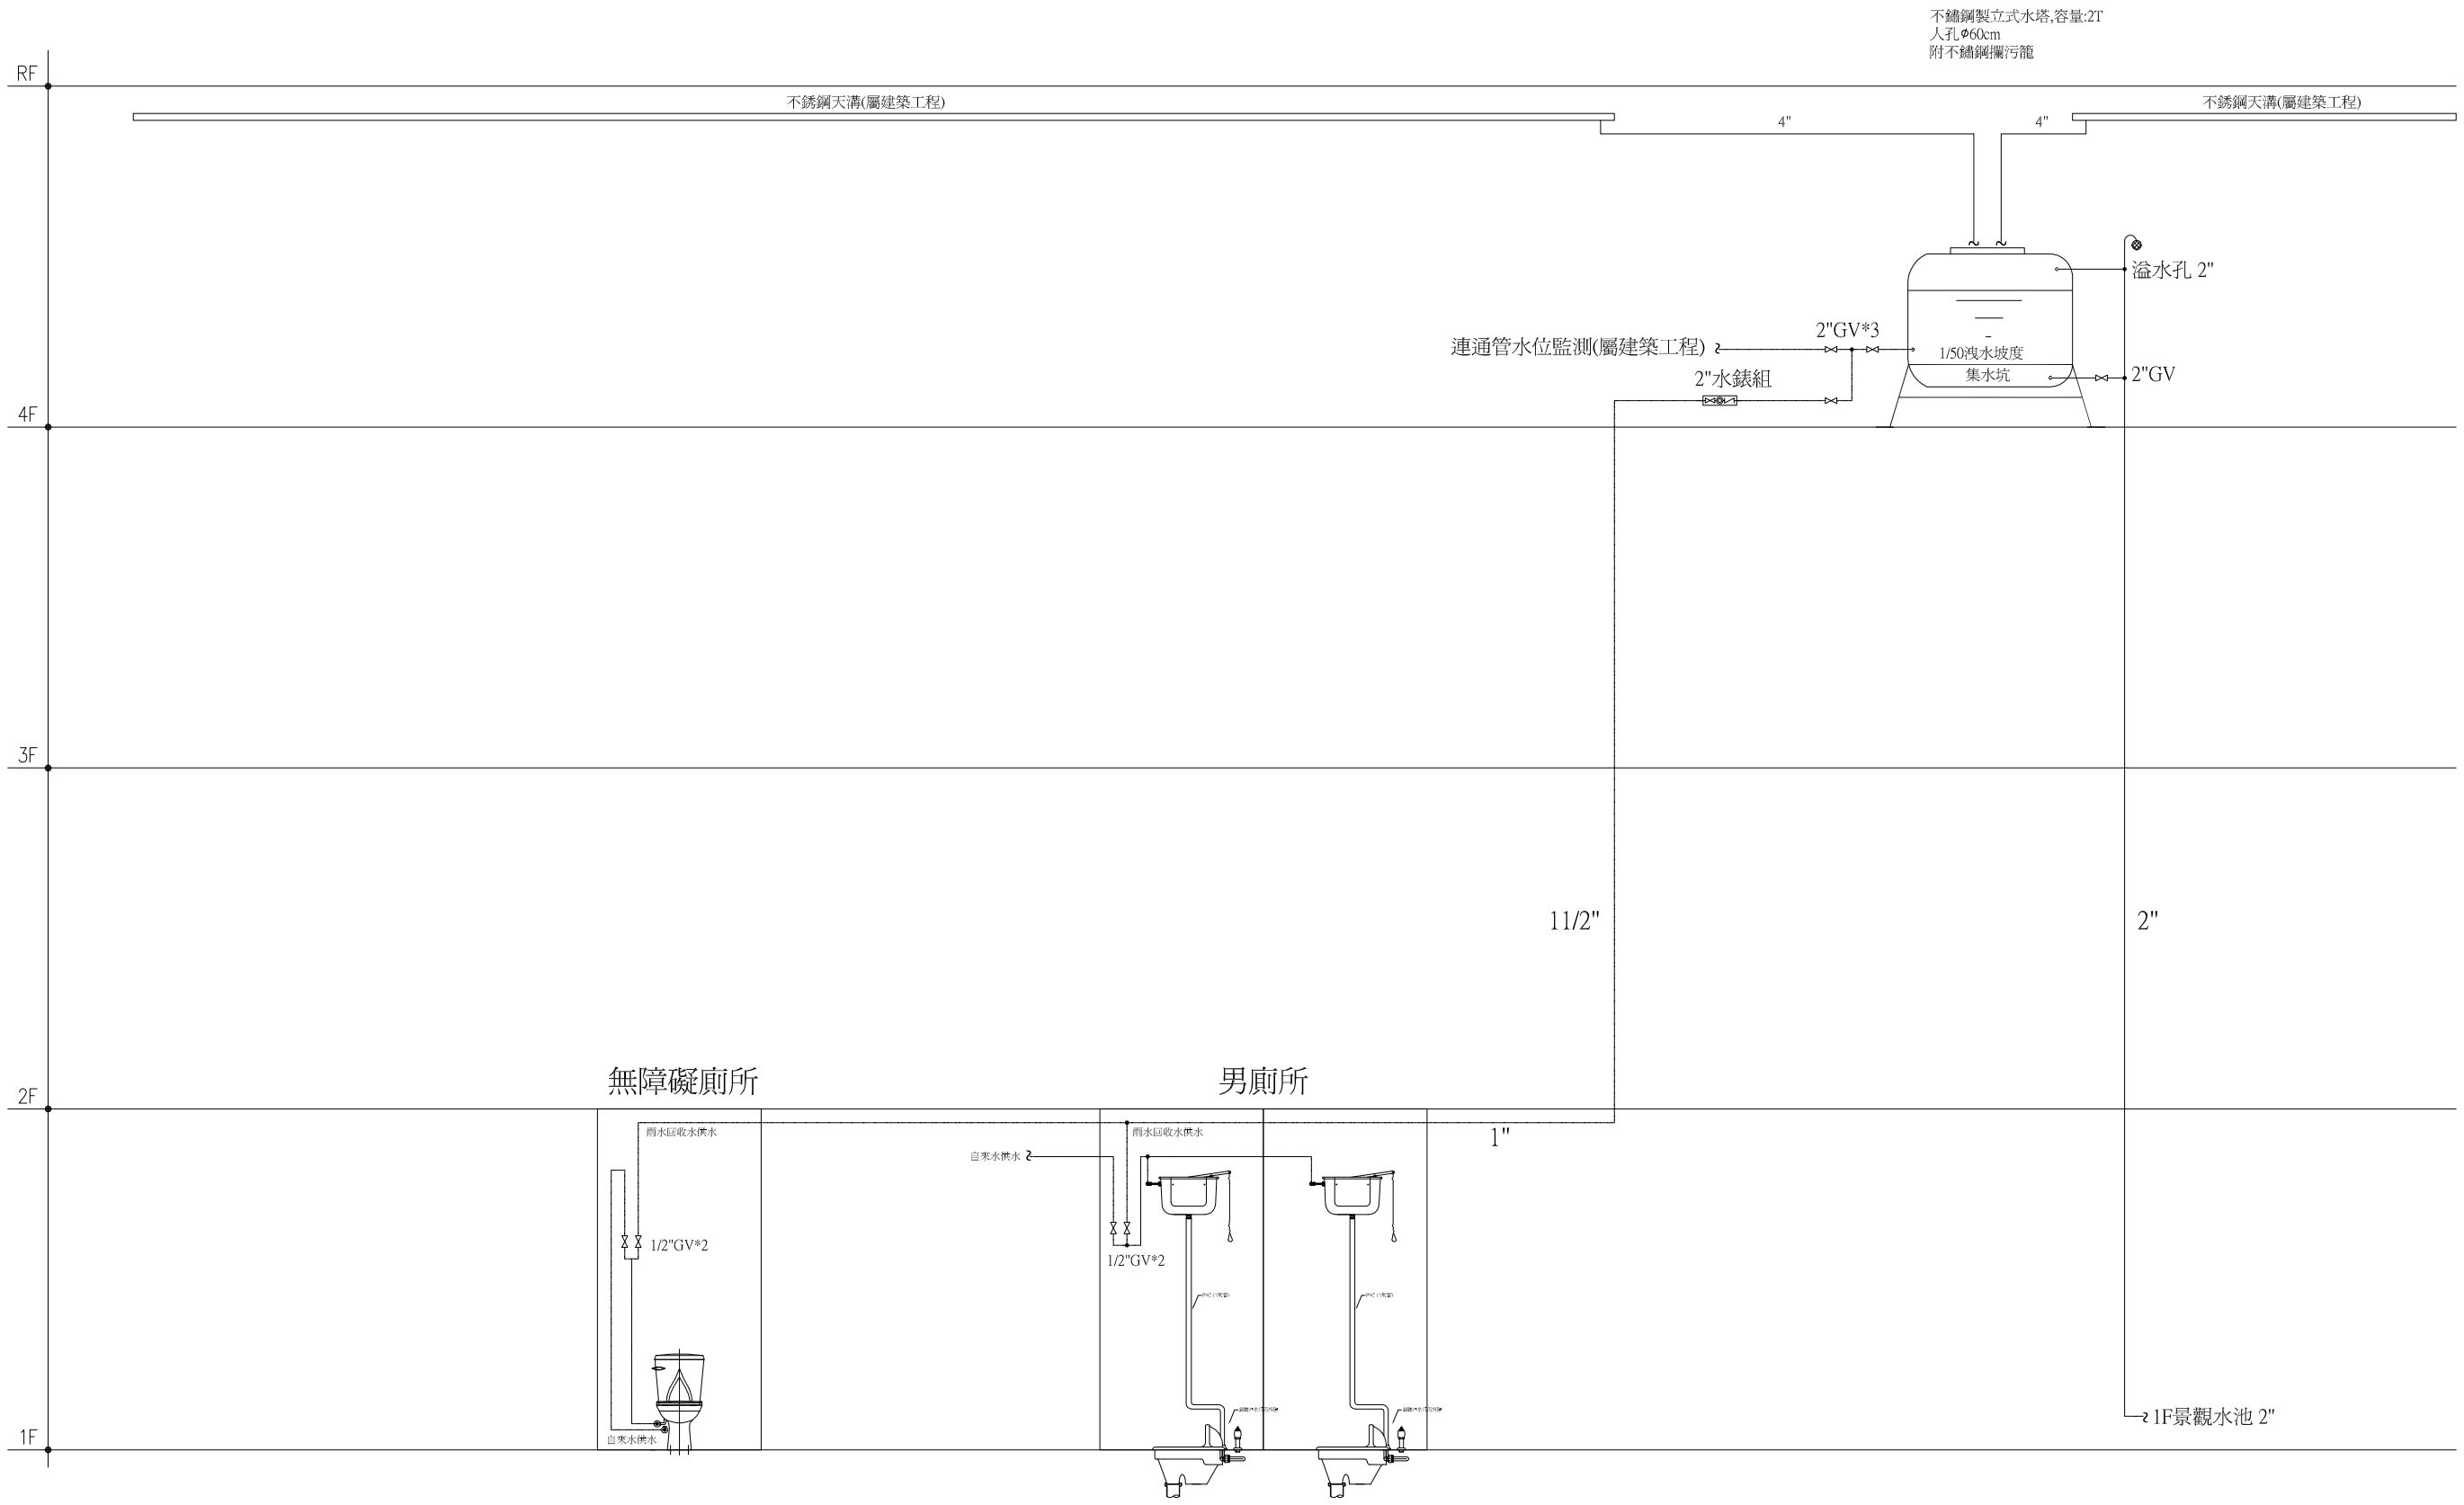 不鏽鋼製立式水塔,容量:2T
人孔φ60cm
附不鏽鋼攔污籠
RF
不銹鋼天溝(屬建築工程)
不銹鋼天溝(屬建築工程)
4"
4"
溢水孔 2"
2"GV*3
連通管水位監測(屬建築工程)
1/50洩水坡度
集水坑
2"GV
2"水錶組
4F
3F
11/2"
2"
無障礙廁所
男廁所
2F
雨水回收水供水
雨水回收水供水
1"
自來水供水
1/2"GV*2
1/2"GV*2
1F景觀水池 2"
1F
自來水供水